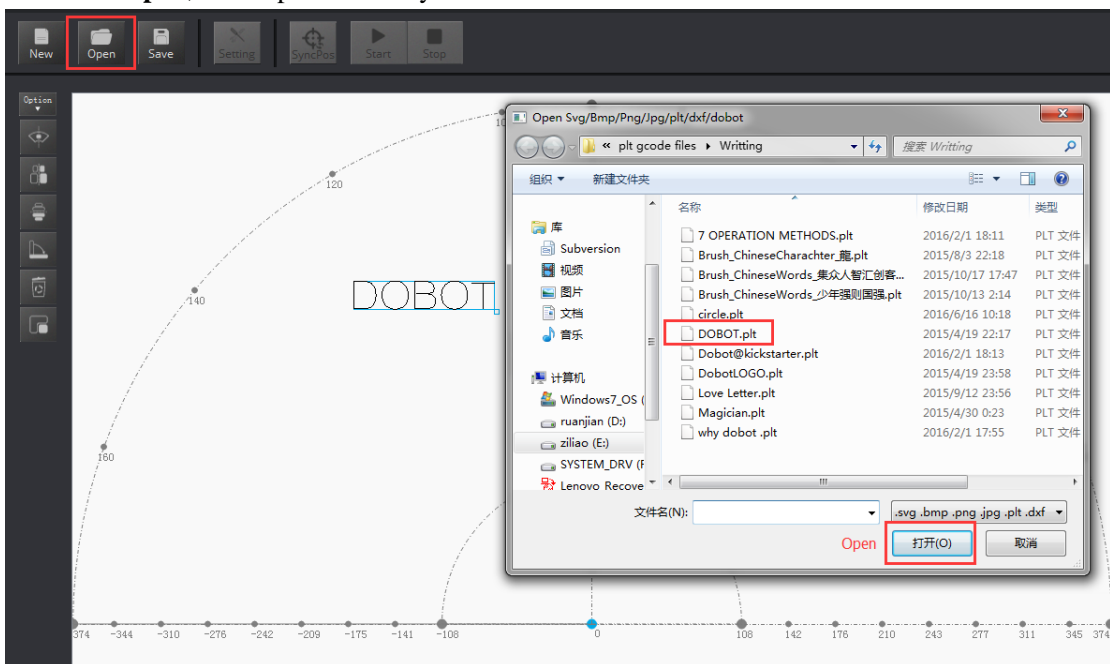 New Open Save Setting SyncPos Start Stop
Option
120
140
160
DOBOT
Open Svg/Bmp/Png/Jpg/plt/dxf/dobot
« plt gcode files Writting
搜索 Writting
组织 新建文件夹
名称 修改日期 类型
库
Subversion
视频
图片
文档
音乐
计算机
Windows7_OS (
ruanjian (D:)
ziliao (E:)
SYSTEM_DRV (F
Lenovo Recove
7 OPERATION METHODS.plt 2016/2/1 18:11 PLT 文件
Brush_ChineseCharachter_龍.plt 2015/8/3 22:18 PLT 文件
Brush_ChineseWords_集众人智汇创客... 2015/10/17 17:47 PLT 文件
Brush_ChineseWords_少年强则国强.plt 2015/10/13 2:14 PLT 文件
circle.plt 2016/6/16 10:18 PLT 文件
DOBOT.plt 2015/4/19 22:17 PLT 文件
Dobot@kickstarter.plt 2016/2/1 18:13 PLT 文件
DobotLOGO.plt 2015/4/19 23:58 PLT 文件
Love Letter.plt 2015/9/12 23:56 PLT 文件
Magician.plt 2015/4/30 0:23 PLT 文件
why dobot .plt 2016/2/1 17:55 PLT 文件
文件名(N): .svg .bmp .png .jpg .plt .dxf
Open 打开(O) 取消
374 -344 -310 -276 -242 -209 -175 -141 -108 0 108 142 176 210 243 277 311 345 374